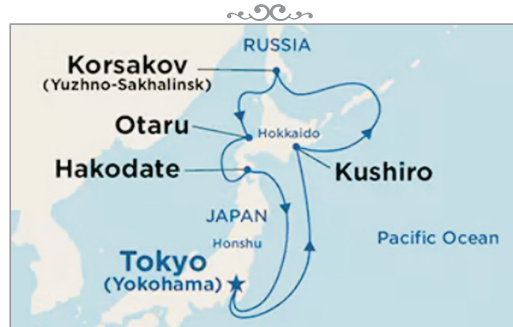 RUSSIA
Korsakov
(Yuzhno-Sakhalinsk)
Otaru
Hokkaido
Hakodate
Kushiro
JAPAN
Honshu
Pacific Ocean
Tokyo
(Yokohama)